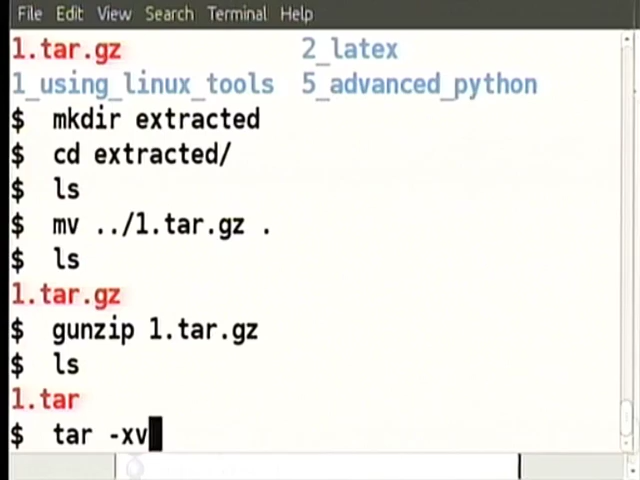 File Edit View Search Terminal Help
1.tar.gz 2_latex
1_using_linux_tools 5_advanced_python
$ mkdir extracted
$ cd extracted/
$ ls
$ mv ../1.tar.gz .
$ ls
1.tar.gz
$ gunzip 1.tar.gz
$ ls
1.tar
$ tar -xv